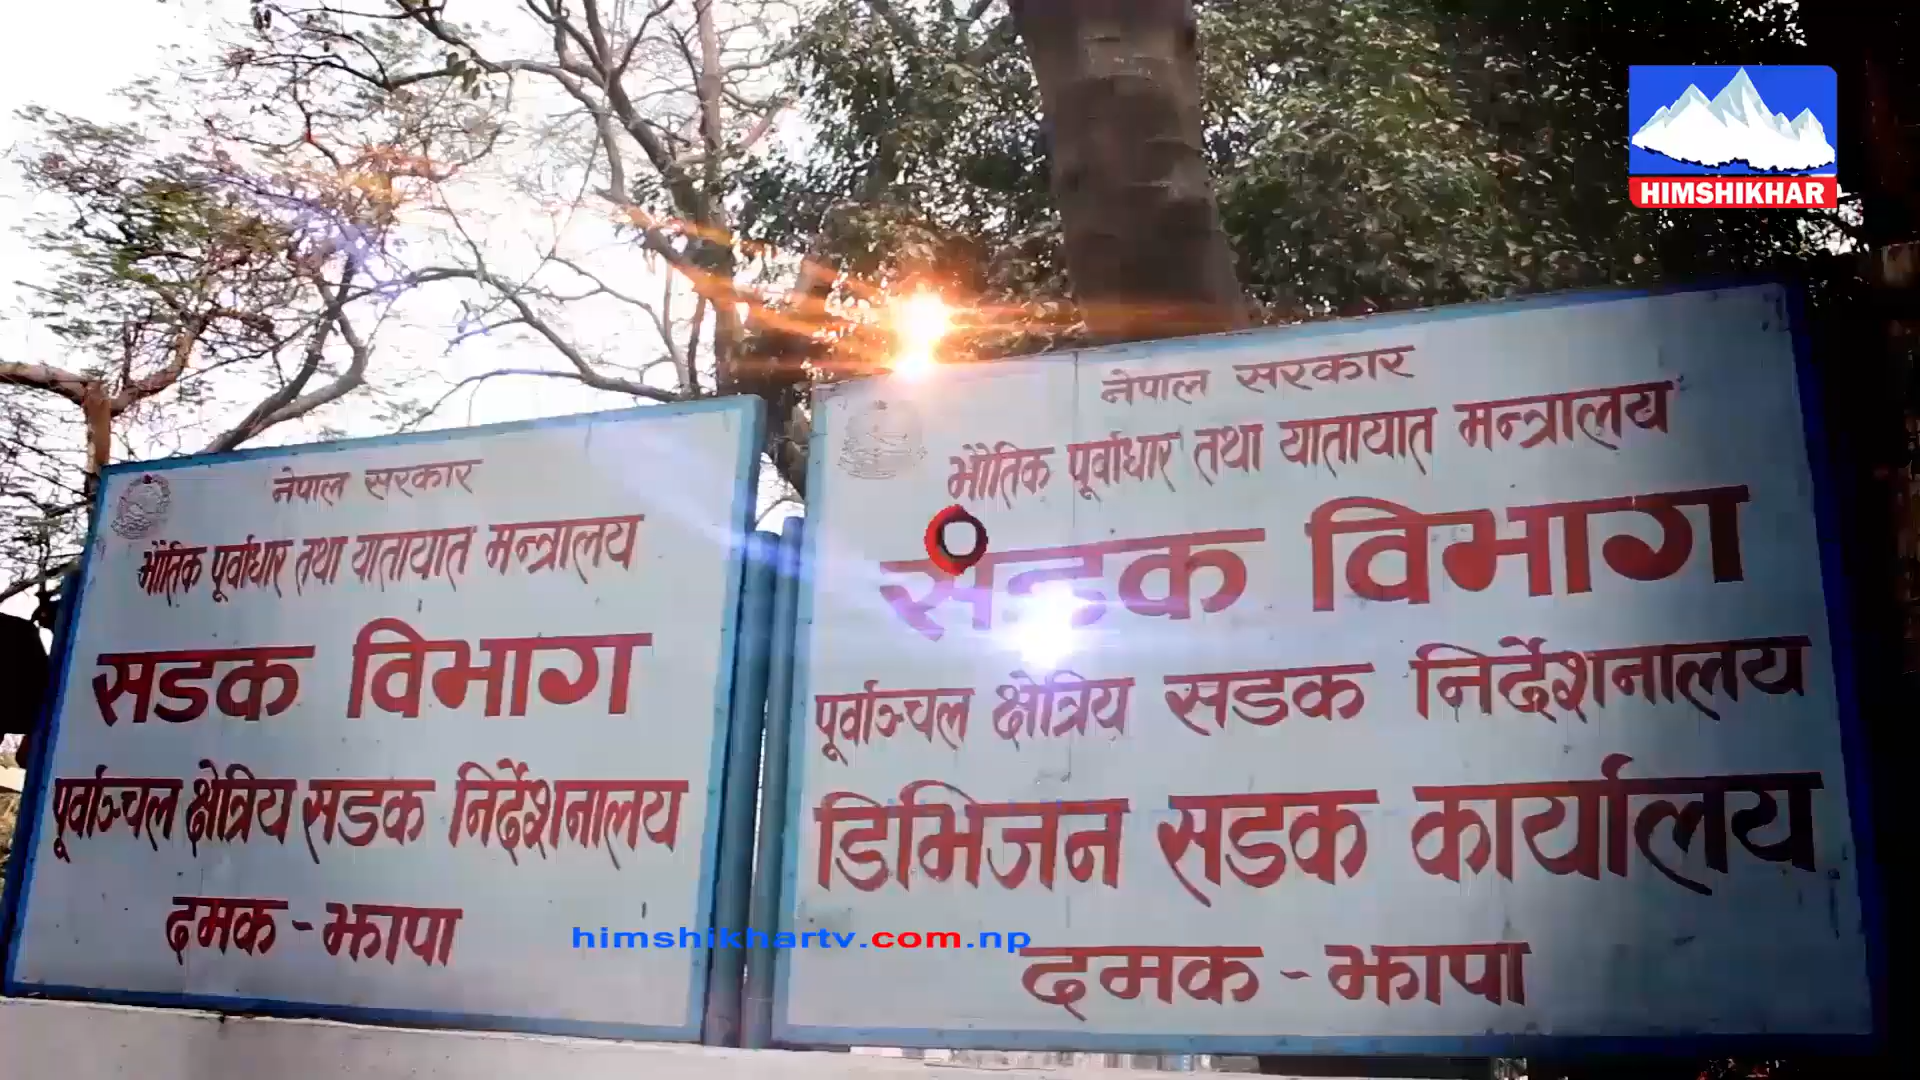 नेपाल सरकार
भौतिक पूर्वाधार तथा यातायात मन्त्रालय
सडक विभाग
पूर्वाञ्चल क्षेत्रिय सडक निर्देशनालय
दमक - झापा
नेपाल सरकार
भौतिक पूर्वाधार तथा यातायात मन्त्रालय
सडक विभाग
पूर्वाञ्चल क्षेत्रिय सडक निर्देशनालय
डिभिजन सडक कार्यालय
दमक - झापा
HIMSHIKHAR
himshikhartv.com.np